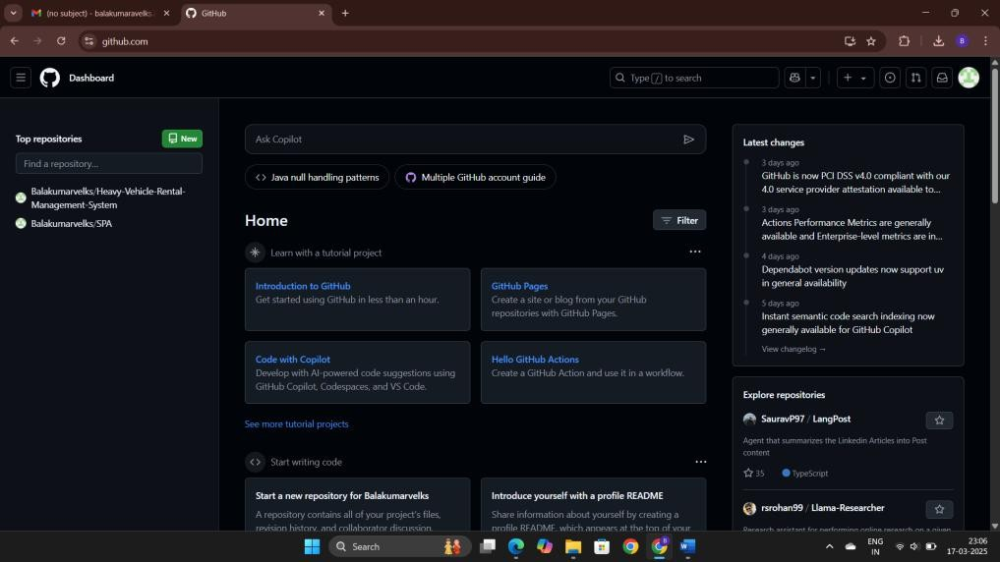 (no subject) - balakumaravelks
GitHub
github.com
Dashboard
Type / to search
Top repositories
New
Find a repository...
Balakumarvelks/Heavy-Vehicle-Rental-
Management-System
Balakumarvelks/SPA
Ask Copilot
Java null handling patterns
Multiple GitHub account guide
Home
Filter
Learn with a tutorial project
Introduction to GitHub
Get started using GitHub in less than an hour.
GitHub Pages
Create a site or blog from your GitHub
repositories with GitHub Pages.
Code with Copilot
Develop with AI-powered code suggestions using
GitHub Copilot, Codespaces, and VS Code.
Hello GitHub Actions
Create a GitHub Action and use it in a workflow.
See more tutorial projects
Start writing code
Start a new repository for Balakumarvelks
A repository contains all of your project's files,
revision history, and collaborator discussion.
Introduce yourself with a profile README
Share information about yourself by creating a
profile README, which appears at the top of your
Latest changes
3 days ago
GitHub is now PCI DSS v4.0 compliant with our
4.0 service provider attestation available to...
3 days ago
Actions Performance Metrics are generally
available and Enterprise-level metrics are in...
4 days ago
Dependabot version updates now support uv
in general availability
5 days ago
Instant semantic code search indexing now
generally available for GitHub Copilot
View changelog →
Explore repositories
SauravP97 / LangPost
Agent that summarizes the Linkedin Articles into Post
content
35
TypeScript
rsrohan99 / Llama-Researcher
Research assistant for performing online research on a given
Search
ENG
IN
23:06
17-03-2025